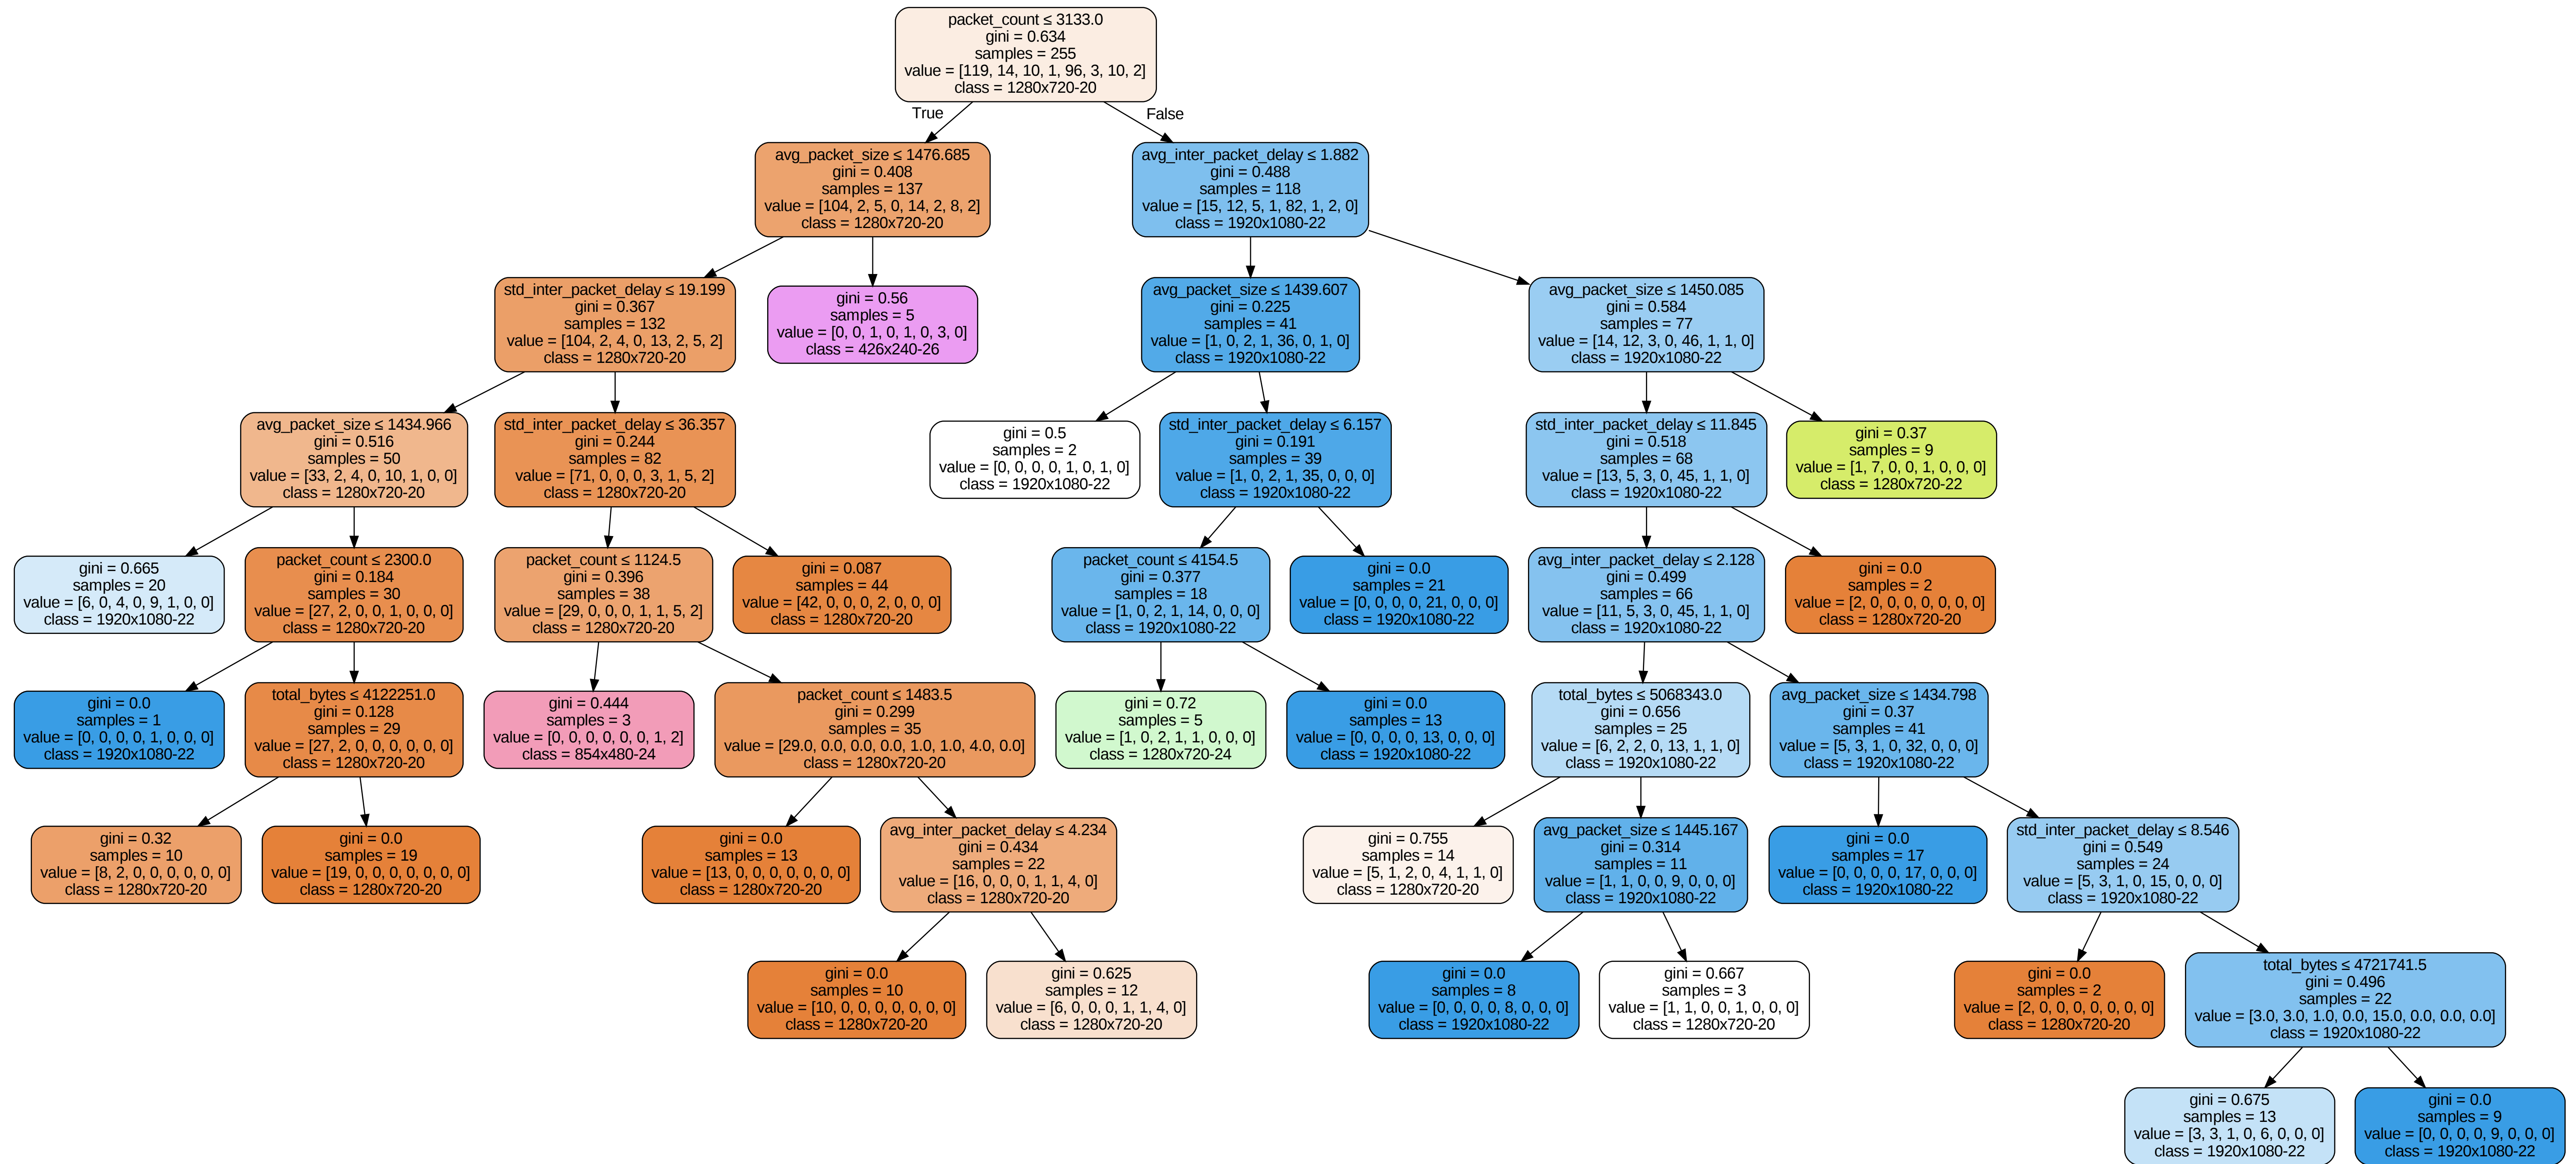 packet_count ≤ 3133.0
gini = 0.634
samples = 255
value = [119, 14, 10, 1, 96, 3, 10, 2]
class = 1280x720-20
True
False
avg_packet_size ≤ 1476.685
gini = 0.408
samples = 137
value = [104, 2, 5, 0, 14, 2, 8, 2]
class = 1280x720-20
avg_inter_packet_delay ≤ 1.882
gini = 0.488
samples = 118
value = [15, 12, 5, 1, 82, 1, 2, 0]
class = 1920x1080-22
std_inter_packet_delay ≤ 19.199
gini = 0.367
samples = 132
value = [104, 2, 4, 0, 13, 2, 5, 2]
class = 1280x720-20
gini = 0.56
samples = 5
value = [0, 0, 1, 0, 1, 0, 3, 0]
class = 426x240-26
avg_packet_size ≤ 1439.607
gini = 0.225
samples = 41
value = [1, 0, 2, 1, 36, 0, 1, 0]
class = 1920x1080-22
avg_packet_size ≤ 1450.085
gini = 0.584
samples = 77
value = [14, 12, 3, 0, 46, 1, 1, 0]
class = 1920x1080-22
avg_packet_size ≤ 1434.966
gini = 0.516
samples = 50
value = [33, 2, 4, 0, 10, 1, 0, 0]
class = 1280x720-20
std_inter_packet_delay ≤ 36.357
gini = 0.244
samples = 82
value = [71, 0, 0, 0, 3, 1, 5, 2]
class = 1280x720-20
gini = 0.5
samples = 2
value = [0, 0, 0, 0, 1, 0, 1, 0]
class = 1920x1080-22
std_inter_packet_delay ≤ 6.157
gini = 0.191
samples = 39
value = [1, 0, 2, 1, 35, 0, 0, 0]
class = 1920x1080-22
std_inter_packet_delay ≤ 11.845
gini = 0.518
samples = 68
value = [13, 5, 3, 0, 45, 1, 1, 0]
class = 1920x1080-22
gini = 0.37
samples = 9
value = [1, 7, 0, 0, 1, 0, 0, 0]
class = 1280x720-22
gini = 0.665
samples = 20
value = [6, 0, 4, 0, 9, 1, 0, 0]
class = 1920x1080-22
packet_count ≤ 2300.0
gini = 0.184
samples = 30
value = [27, 2, 0, 0, 1, 0, 0, 0]
class = 1280x720-20
packet_count ≤ 1124.5
gini = 0.396
samples = 38
value = [29, 0, 0, 0, 1, 1, 5, 2]
class = 1280x720-20
gini = 0.087
samples = 44
value = [42, 0, 0, 0, 2, 0, 0, 0]
class = 1280x720-20
packet_count ≤ 4154.5
gini = 0.377
samples = 18
value = [1, 0, 2, 1, 14, 0, 0, 0]
class = 1920x1080-22
gini = 0.0
samples = 21
value = [0, 0, 0, 0, 21, 0, 0, 0]
class = 1920x1080-22
avg_inter_packet_delay ≤ 2.128
gini = 0.499
samples = 66
value = [11, 5, 3, 0, 45, 1, 1, 0]
class = 1920x1080-22
gini = 0.0
samples = 2
value = [2, 0, 0, 0, 0, 0, 0, 0]
class = 1280x720-20
gini = 0.0
samples = 1
value = [0, 0, 0, 0, 1, 0, 0, 0]
class = 1920x1080-22
total_bytes ≤ 4122251.0
gini = 0.128
samples = 29
value = [27, 2, 0, 0, 0, 0, 0, 0]
class = 1280x720-20
gini = 0.444
samples = 3
value = [0, 0, 0, 0, 0, 0, 1, 2]
class = 854x480-24
packet_count ≤ 1483.5
gini = 0.299
samples = 35
value = [29.0, 0.0, 0.0, 0.0, 1.0, 1.0, 4.0, 0.0]
class = 1280x720-20
gini = 0.72
samples = 5
value = [1, 0, 2, 1, 1, 0, 0, 0]
class = 1280x720-24
gini = 0.0
samples = 13
value = [0, 0, 0, 0, 13, 0, 0, 0]
class = 1920x1080-22
total_bytes ≤ 5068343.0
gini = 0.656
samples = 25
value = [6, 2, 2, 0, 13, 1, 1, 0]
class = 1920x1080-22
avg_packet_size ≤ 1434.798
gini = 0.37
samples = 41
value = [5, 3, 1, 0, 32, 0, 0, 0]
class = 1920x1080-22
gini = 0.32
samples = 10
value = [8, 2, 0, 0, 0, 0, 0, 0]
class = 1280x720-20
gini = 0.0
samples = 19
value = [19, 0, 0, 0, 0, 0, 0, 0]
class = 1280x720-20
gini = 0.0
samples = 13
value = [13, 0, 0, 0, 0, 0, 0, 0]
class = 1280x720-20
avg_inter_packet_delay ≤ 4.234
gini = 0.434
samples = 22
value = [16, 0, 0, 0, 1, 1, 4, 0]
class = 1280x720-20
gini = 0.755
samples = 14
value = [5, 1, 2, 0, 4, 1, 1, 0]
class = 1280x720-20
avg_packet_size ≤ 1445.167
gini = 0.314
samples = 11
value = [1, 1, 0, 0, 9, 0, 0, 0]
class = 1920x1080-22
gini = 0.0
samples = 17
value = [0, 0, 0, 0, 17, 0, 0, 0]
class = 1920x1080-22
std_inter_packet_delay ≤ 8.546
gini = 0.549
samples = 24
value = [5, 3, 1, 0, 15, 0, 0, 0]
class = 1920x1080-22
gini = 0.0
samples = 10
value = [10, 0, 0, 0, 0, 0, 0, 0]
class = 1280x720-20
gini = 0.625
samples = 12
value = [6, 0, 0, 0, 1, 1, 4, 0]
class = 1280x720-20
gini = 0.0
samples = 8
value = [0, 0, 0, 0, 8, 0, 0, 0]
class = 1920x1080-22
gini = 0.667
samples = 3
value = [1, 1, 0, 0, 1, 0, 0, 0]
class = 1280x720-20
gini = 0.0
samples = 2
value = [2, 0, 0, 0, 0, 0, 0, 0]
class = 1280x720-20
total_bytes ≤ 4721741.5
gini = 0.496
samples = 22
value = [3.0, 3.0, 1.0, 0.0, 15.0, 0.0, 0.0, 0.0]
class = 1920x1080-22
gini = 0.675
samples = 13
value = [3, 3, 1, 0, 6, 0, 0, 0]
class = 1920x1080-22
gini = 0.0
samples = 9
value = [0, 0, 0, 0, 9, 0, 0, 0]
class = 1920x1080-22